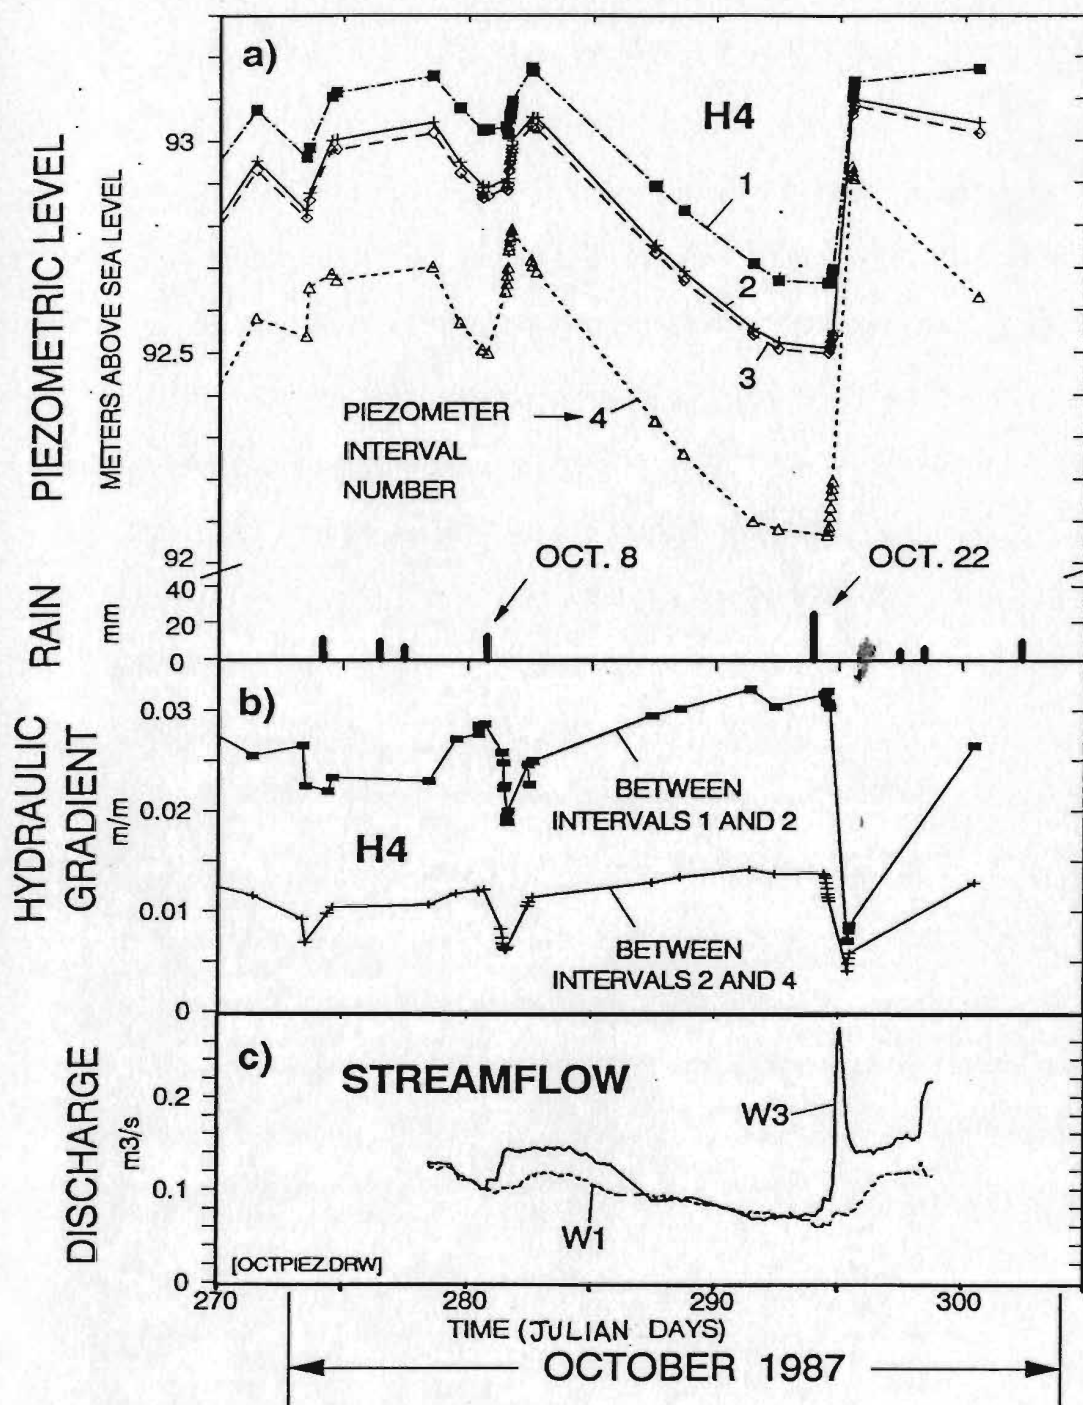 a)
H4
PIEZOMETRIC LEVEL
METERS ABOVE SEA LEVEL
93
92.5
92
1
2
3
PIEZOMETER → 4
INTERVAL
NUMBER
OCT. 8
OCT. 22
RAIN
mm
40
20
0
b)
HYDRAULIC
GRADIENT
m/m
0.03
0.02
0.01
0
BETWEEN
INTERVALS 1 AND 2
H4
BETWEEN
INTERVALS 2 AND 4
c)
STREAMFLOW
DISCHARGE
m3/s
0.2
0.1
0
W3
W1
[OCTPIEZ.DRW]
270 280 290 300
TIME (JULIAN DAYS)
OCTOBER 1987